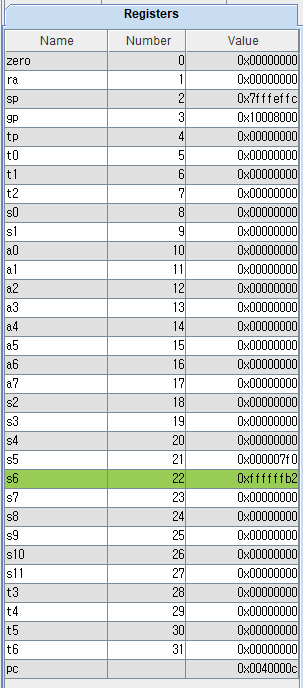 Registers
Name Number Value
zero 0 0x00000000
ra 1 0x00000000
sp 2 0x7fffeffc
gp 3 0x10008000
tp 4 0x00000000
t0 5 0x00000000
t1 6 0x00000000
t2 7 0x00000000
s0 8 0x00000000
s1 9 0x00000000
a0 10 0x00000000
a1 11 0x00000000
a2 12 0x00000000
a3 13 0x00000000
a4 14 0x00000000
a5 15 0x00000000
a6 16 0x00000000
a7 17 0x00000000
s2 18 0x00000000
s3 19 0x00000000
s4 20 0x00000000
s5 21 0x000007f0
s6 22 0xffffffb2
s7 23 0x00000000
s8 24 0x00000000
s9 25 0x00000000
s10 26 0x00000000
s11 27 0x00000000
t3 28 0x00000000
t4 29 0x00000000
t5 30 0x00000000
t6 31 0x00000000
pc 0x0040000c